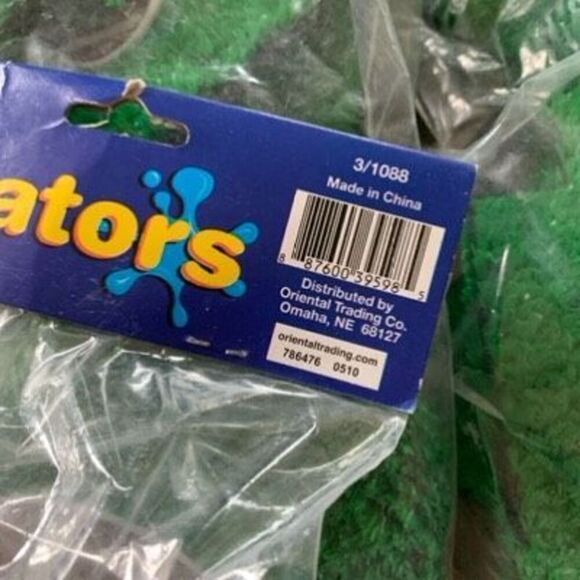 ators
3/1088
Made in China
8 87600 39598 5
Distributed by
Oriental Trading Co.
Omaha, NE 68127
orientaltrading.com
786476 0510